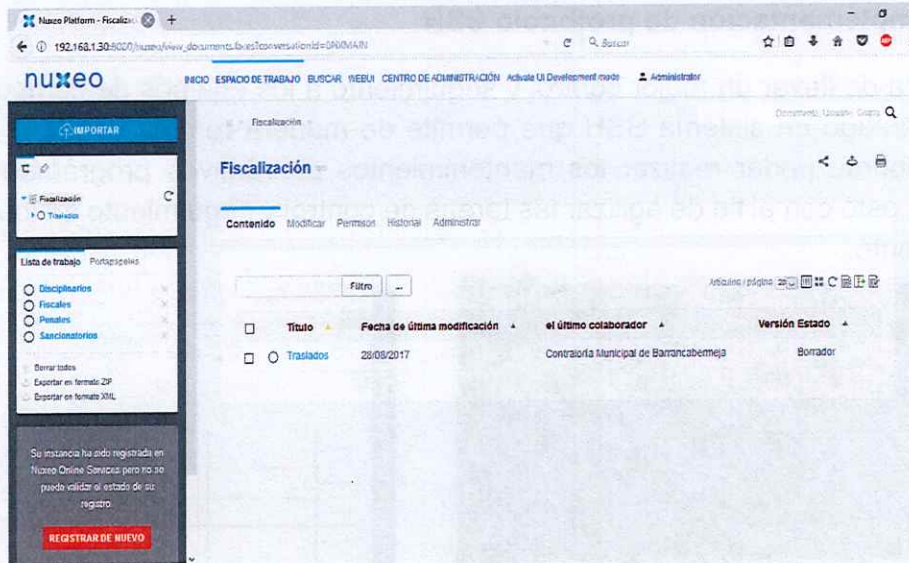 Nuxeo Platform - Fiscaliza
192.168.1.30:8080/nuxeo/view_documents.faces?conversationId=0NXMAIN
Buscar
nuxeo
INICIO ESPACIO DE TRABAJO BUSCAR WEBUI CENTRO DE ADMINISTRACIÓN Activate UI Development mode Administrator
IMPORTAR
Fiscalización
Traslados
Lista de trabajo Portapapeles
Disciplinarios
Fiscales
Penales
Sancionatorios
Borrar todos
Exportar en formato ZIP
Exportar en formato XML
Su instancia ha sido registrada en
Nuxeo Online Services pero no se
puede validar el estado de su
registro.
REGISTRAR DE NUEVO
Fiscalización
Fiscalización
Contenido Modificar Permisos Historial Administrar
Filtro ...
Artículos / página 20
Título Fecha de última modificación el último colaborador Versión Estado
Traslados 28/08/2017 Contraloría Municipal de Barrancabermeja Borrador